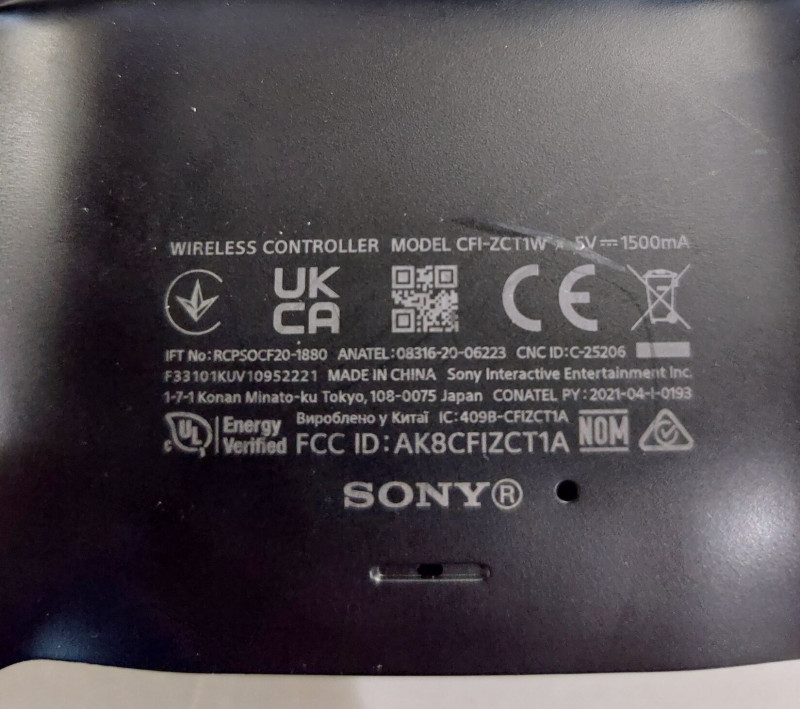 WIRELESS CONTROLLER MODEL CFI-ZCT1W x 5V⎓1500mA
UK
CA
CE
IFT No:RCPSOCF20-1880 ANATEL:08316-20-06223 CNC ID:C-25206
F33101KUV10952221 MADE IN CHINA Sony Interactive Entertainment Inc.
1-7-1 Konan Minato-ku Tokyo, 108-0075 Japan CONATEL PY:2021-04-I-0193
Вироблено у Китаї IC:409B-CFIZCT1A
c UL Energy Verified FCC ID:AK8CFIZCT1A NOM
SONY®